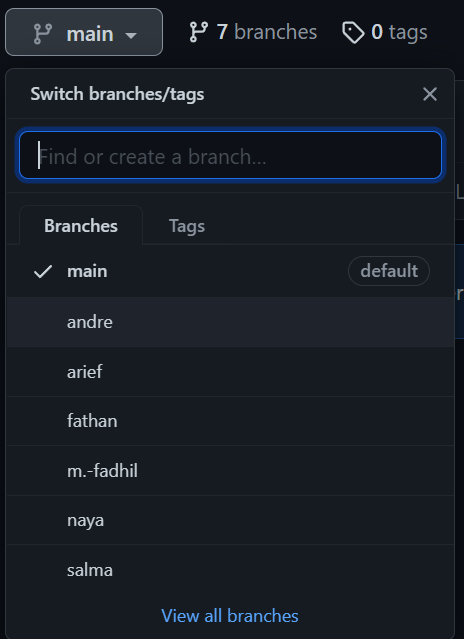 main 7 branches 0 tags
Switch branches/tags
Find or create a branch...
Branches Tags
main default
andre
arief
fathan
m.-fadhil
naya
salma
View all branches